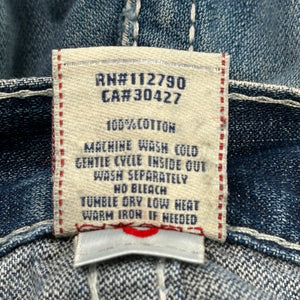 RN#112790
CA#30427
100%COTTON
MACHINE WASH COLD
GENTLE CYCLE INSIDE OUT
WASH SEPARATELY
NO BLEACH
TUMBLE DRY LOW HEAT
WARM IRON IF NEEDED